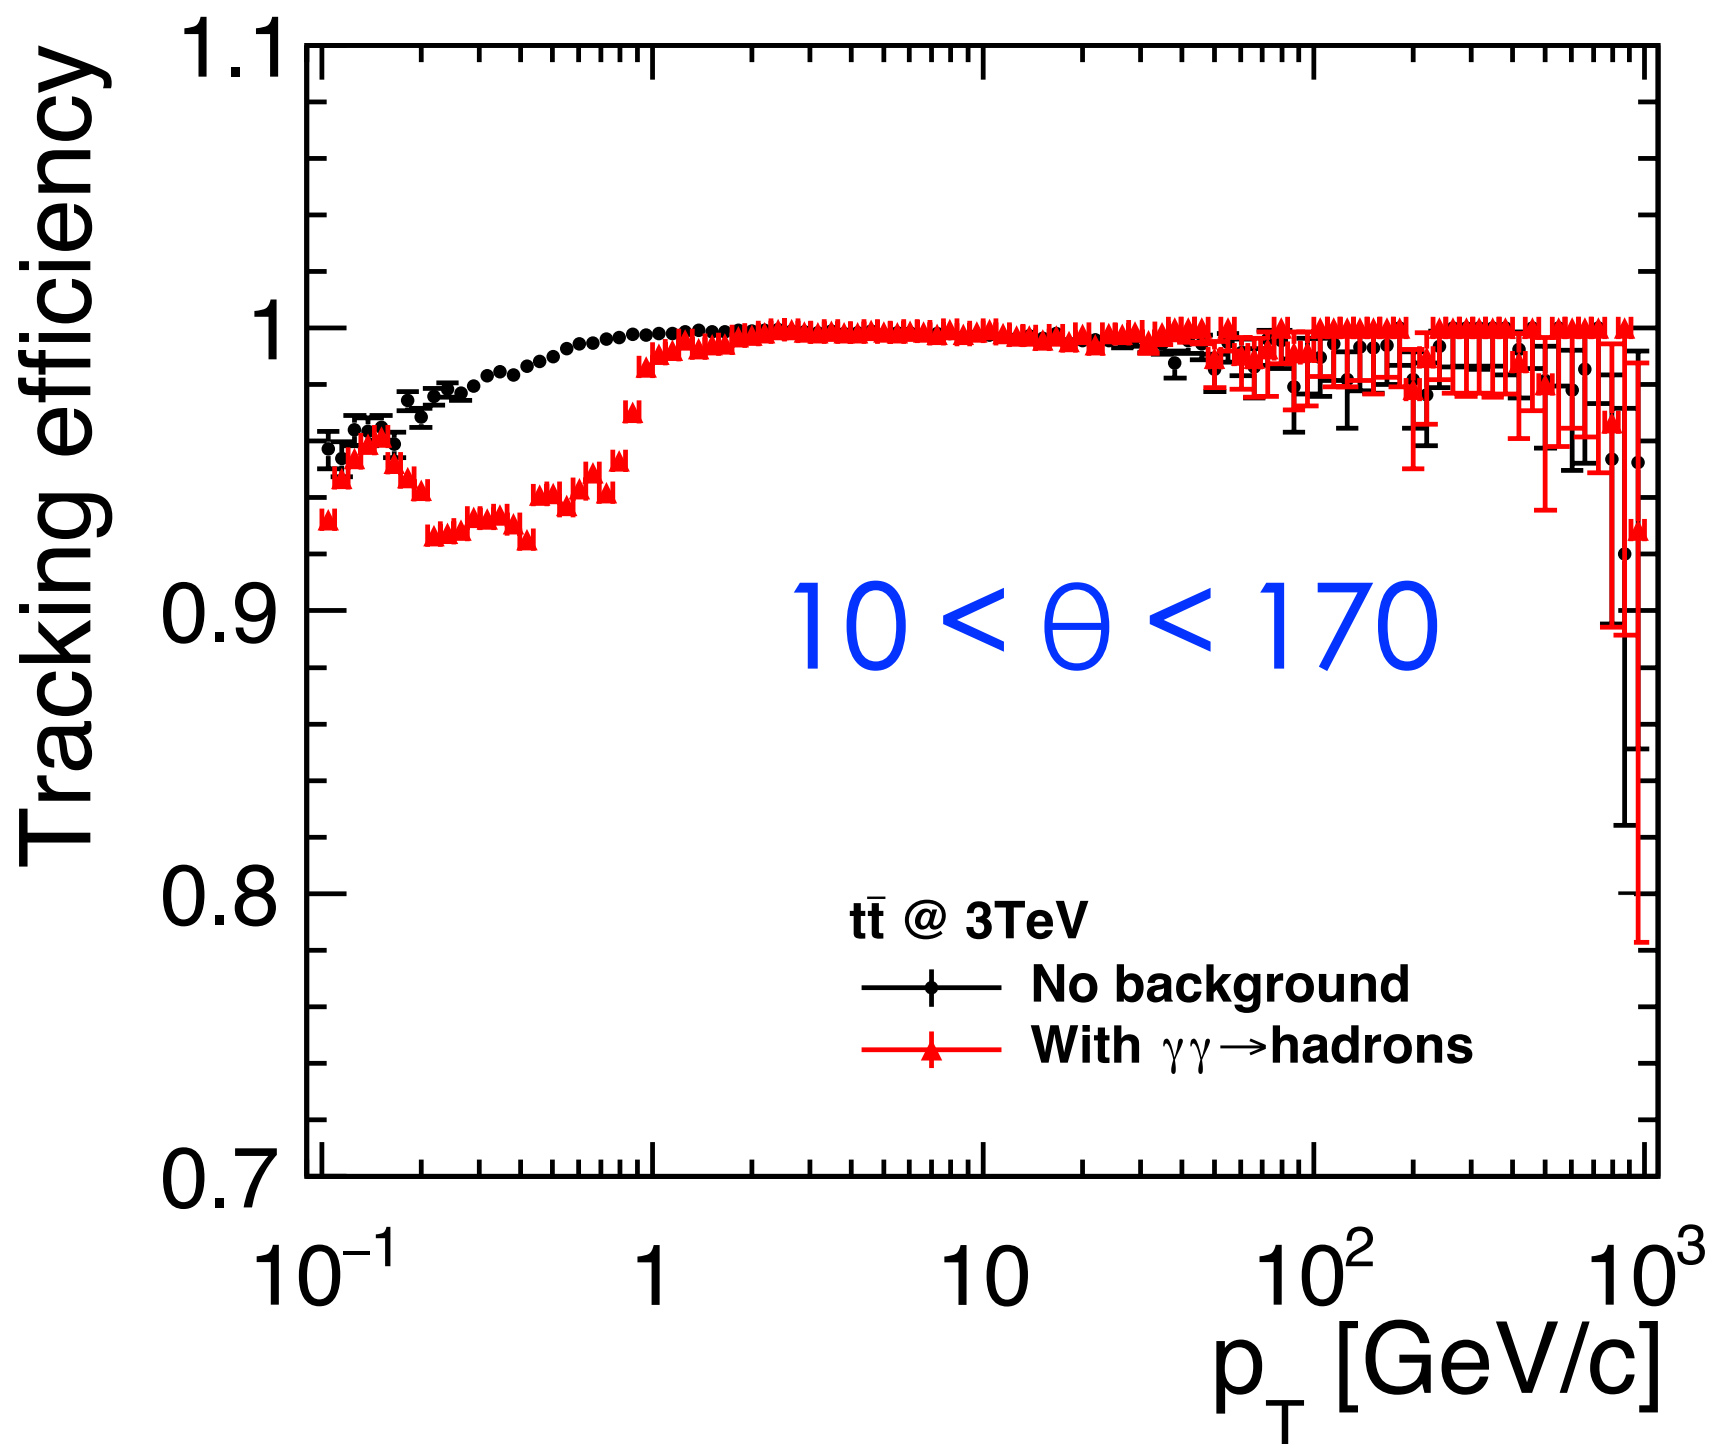 Tracking efficiency
1.1
1
0.9
0.8
0.7
10 < θ < 170
tt̄ @ 3TeV
No background
With γγ→hadrons
10⁻¹ 1 10 10² 10³
p_T [GeV/c]